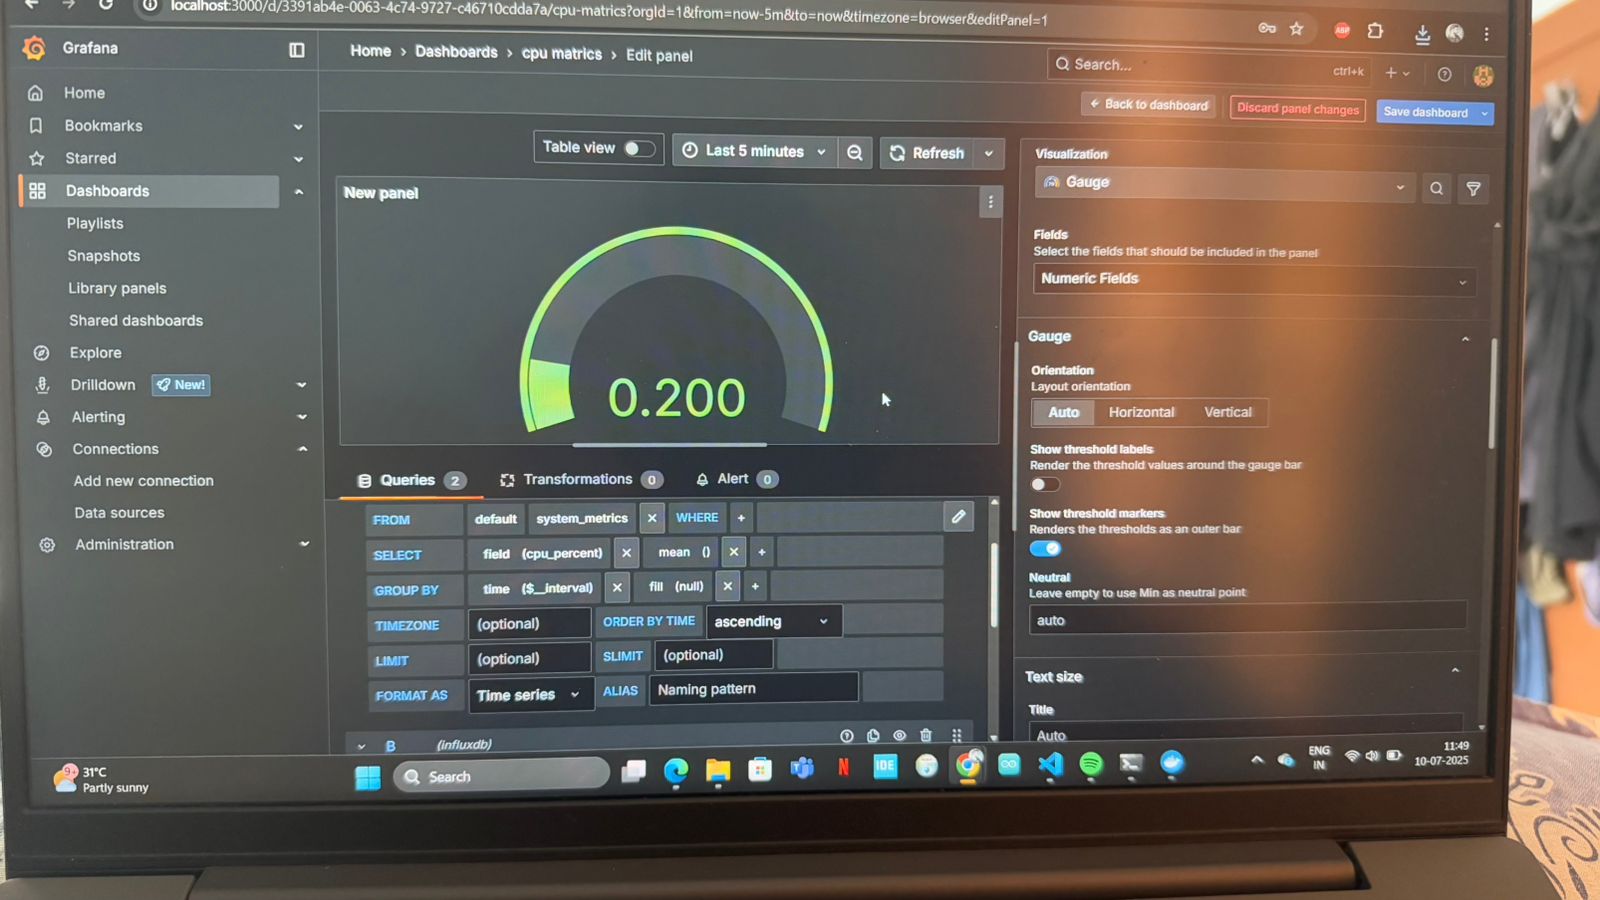 localhost:3000/d/3391ab4e-0063-4c74-9727-c46710cdda7a/cpu-matrics?orgId=1&from=now-5m&to=now&timezone=browser&editPanel=1
ABP
Grafana
Home › Dashboards › cpu matrics › Edit panel
Search...
ctrl+k
Back to dashboard
Discard panel changes
Save dashboard
Home
Bookmarks
Starred
Dashboards
Playlists
Snapshots
Library panels
Shared dashboards
Explore
Drilldown
New!
Alerting
Connections
Add new connection
Data sources
Administration
Table view
Last 5 minutes
Refresh
New panel
0.200
Queries 2
Transformations 0
Alert 0
FROM default system_metrics × WHERE +
SELECT field (cpu_percent) × mean () × +
GROUP BY time ($__interval) × fill (null) × +
TIMEZONE (optional) ORDER BY TIME ascending
LIMIT (optional) SLIMIT (optional)
FORMAT AS Time series ALIAS Naming pattern
B (influxdb)
Visualization
Gauge
Fields
Select the fields that should be included in the panel
Numeric Fields
Gauge
Orientation
Layout orientation
Auto Horizontal Vertical
Show threshold labels
Render the threshold values around the gauge bar
Show threshold markers
Renders the thresholds as an outer bar
Neutral
Leave empty to use Min as neutral point
auto
Text size
Title
Auto
9+
31°C
Partly sunny
Search
N
IDE
ENG
IN
11:49
10-07-2025